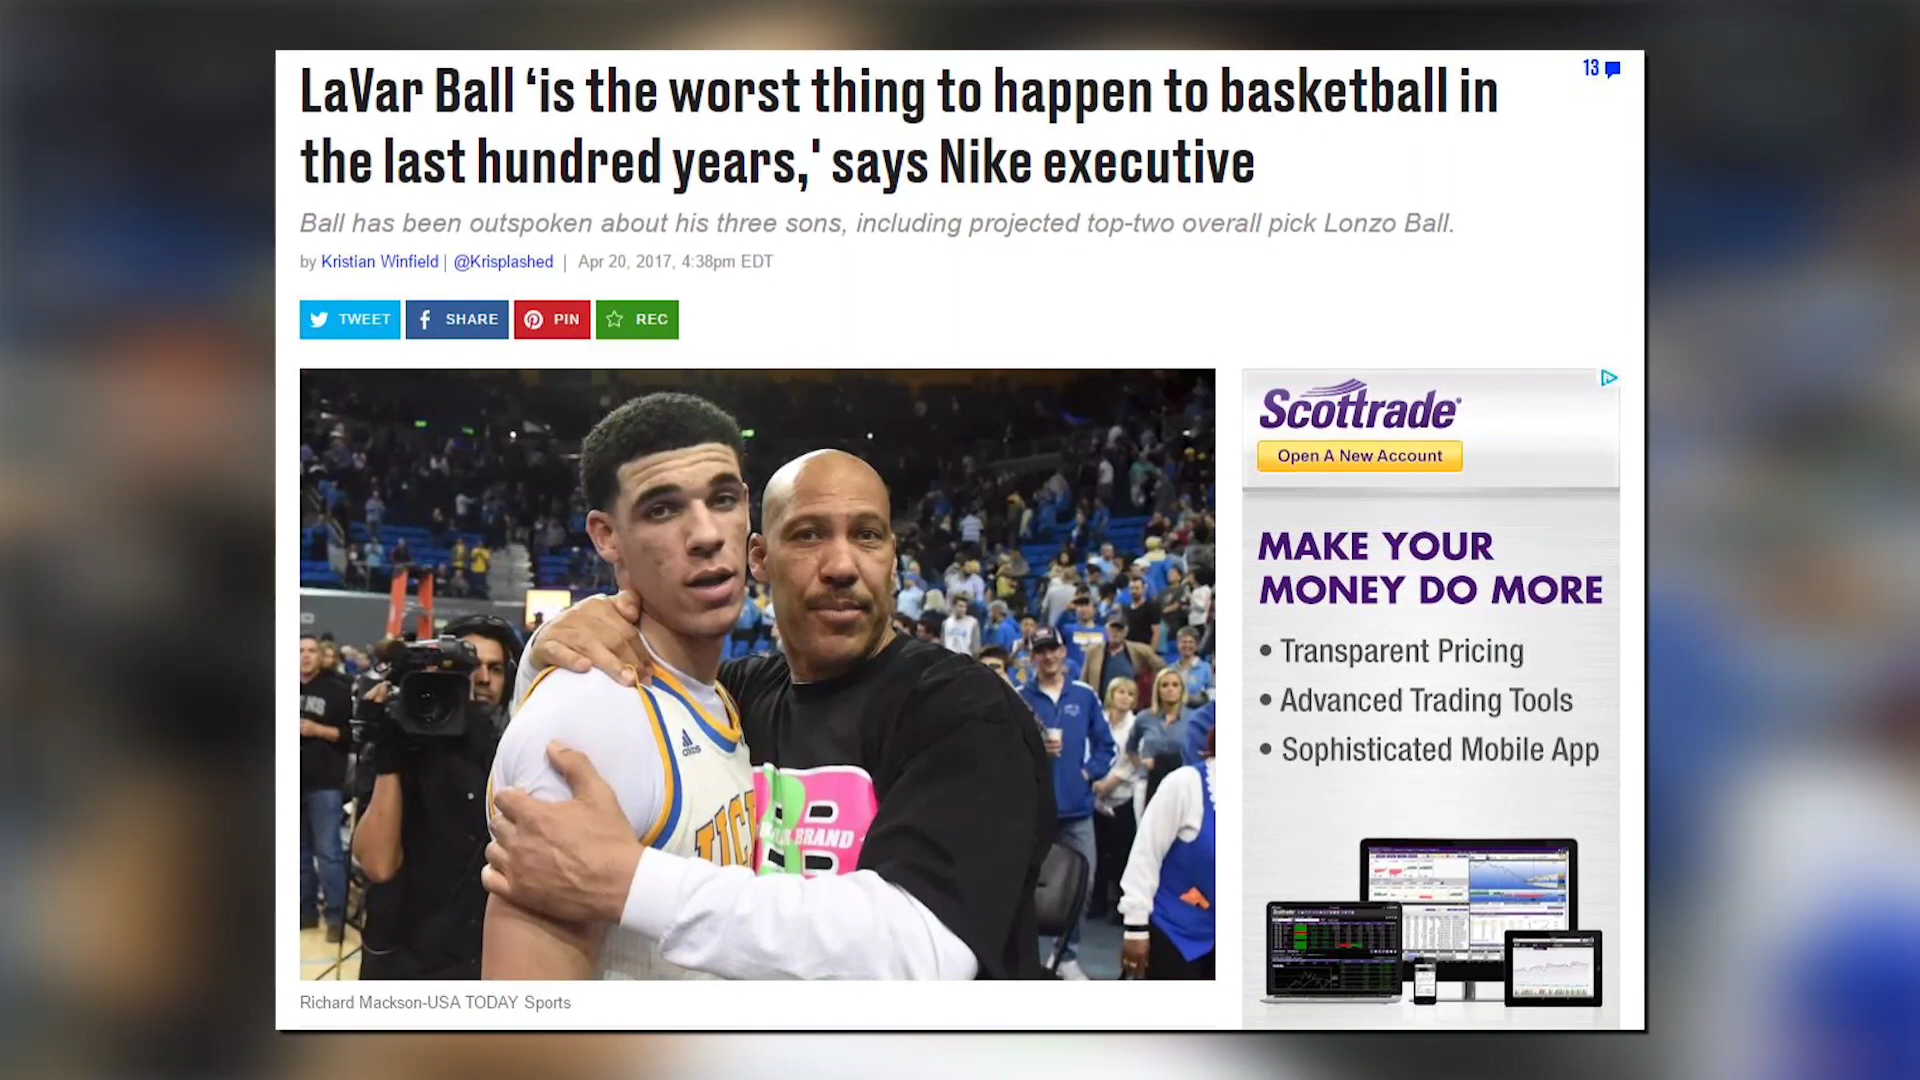 LaVar Ball ‘is the worst thing to happen to basketball in
the last hundred years,' says Nike executive
13
Ball has been outspoken about his three sons, including projected top-two overall pick Lonzo Ball.
by Kristian Winfield | @Krisplashed | Apr 20, 2017, 4:38pm EDT
TWEET
SHARE
PIN
REC
Scottrade
Open A New Account
MAKE YOUR
MONEY DO MORE
• Transparent Pricing
• Advanced Trading Tools
• Sophisticated Mobile App
adidas
BRAND
Richard Mackson-USA TODAY Sports